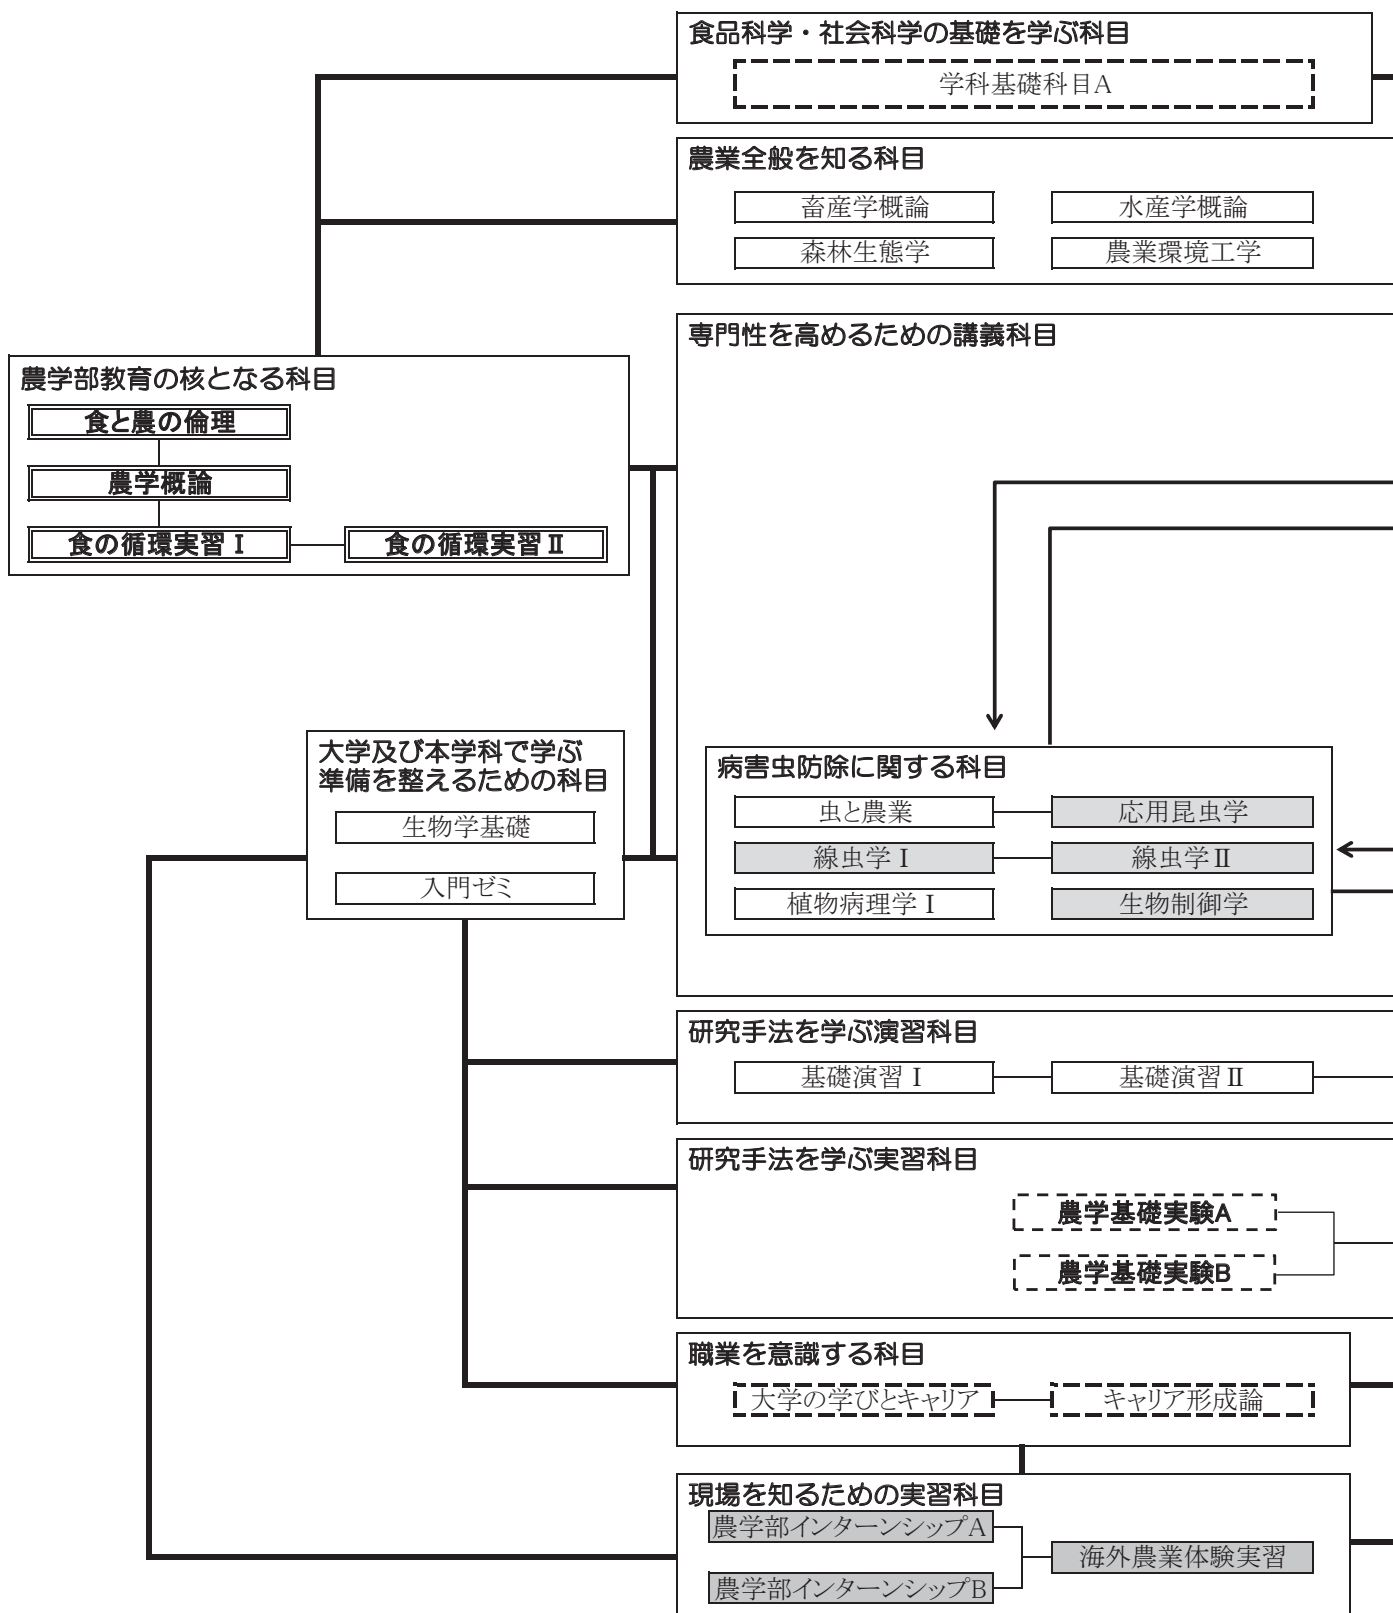 食品科学・社会科学の基礎を学ぶ科目
学科基礎科目A
農業全般を知る科目
畜産学概論
水産学概論
森林生態学
農業環境工学
専門性を高めるための講義科目
農学部教育の核となる科目
食と農の倫理
農学概論
食の循環実習Ⅰ
食の循環実習Ⅱ
大学及び本学科で学ぶ
準備を整えるための科目
生物学基礎
入門ゼミ
病害虫防除に関する科目
虫と農業
応用昆虫学
線虫学Ⅰ
線虫学Ⅱ
植物病理学Ⅰ
生物制御学
研究手法を学ぶ演習科目
基礎演習Ⅰ
基礎演習Ⅱ
研究手法を学ぶ実習科目
農学基礎実験A
農学基礎実験B
職業を意識する科目
大学の学びとキャリア
キャリア形成論
現場を知るための実習科目
農学部インターンシップA
海外農業体験実習
農学部インターンシップB